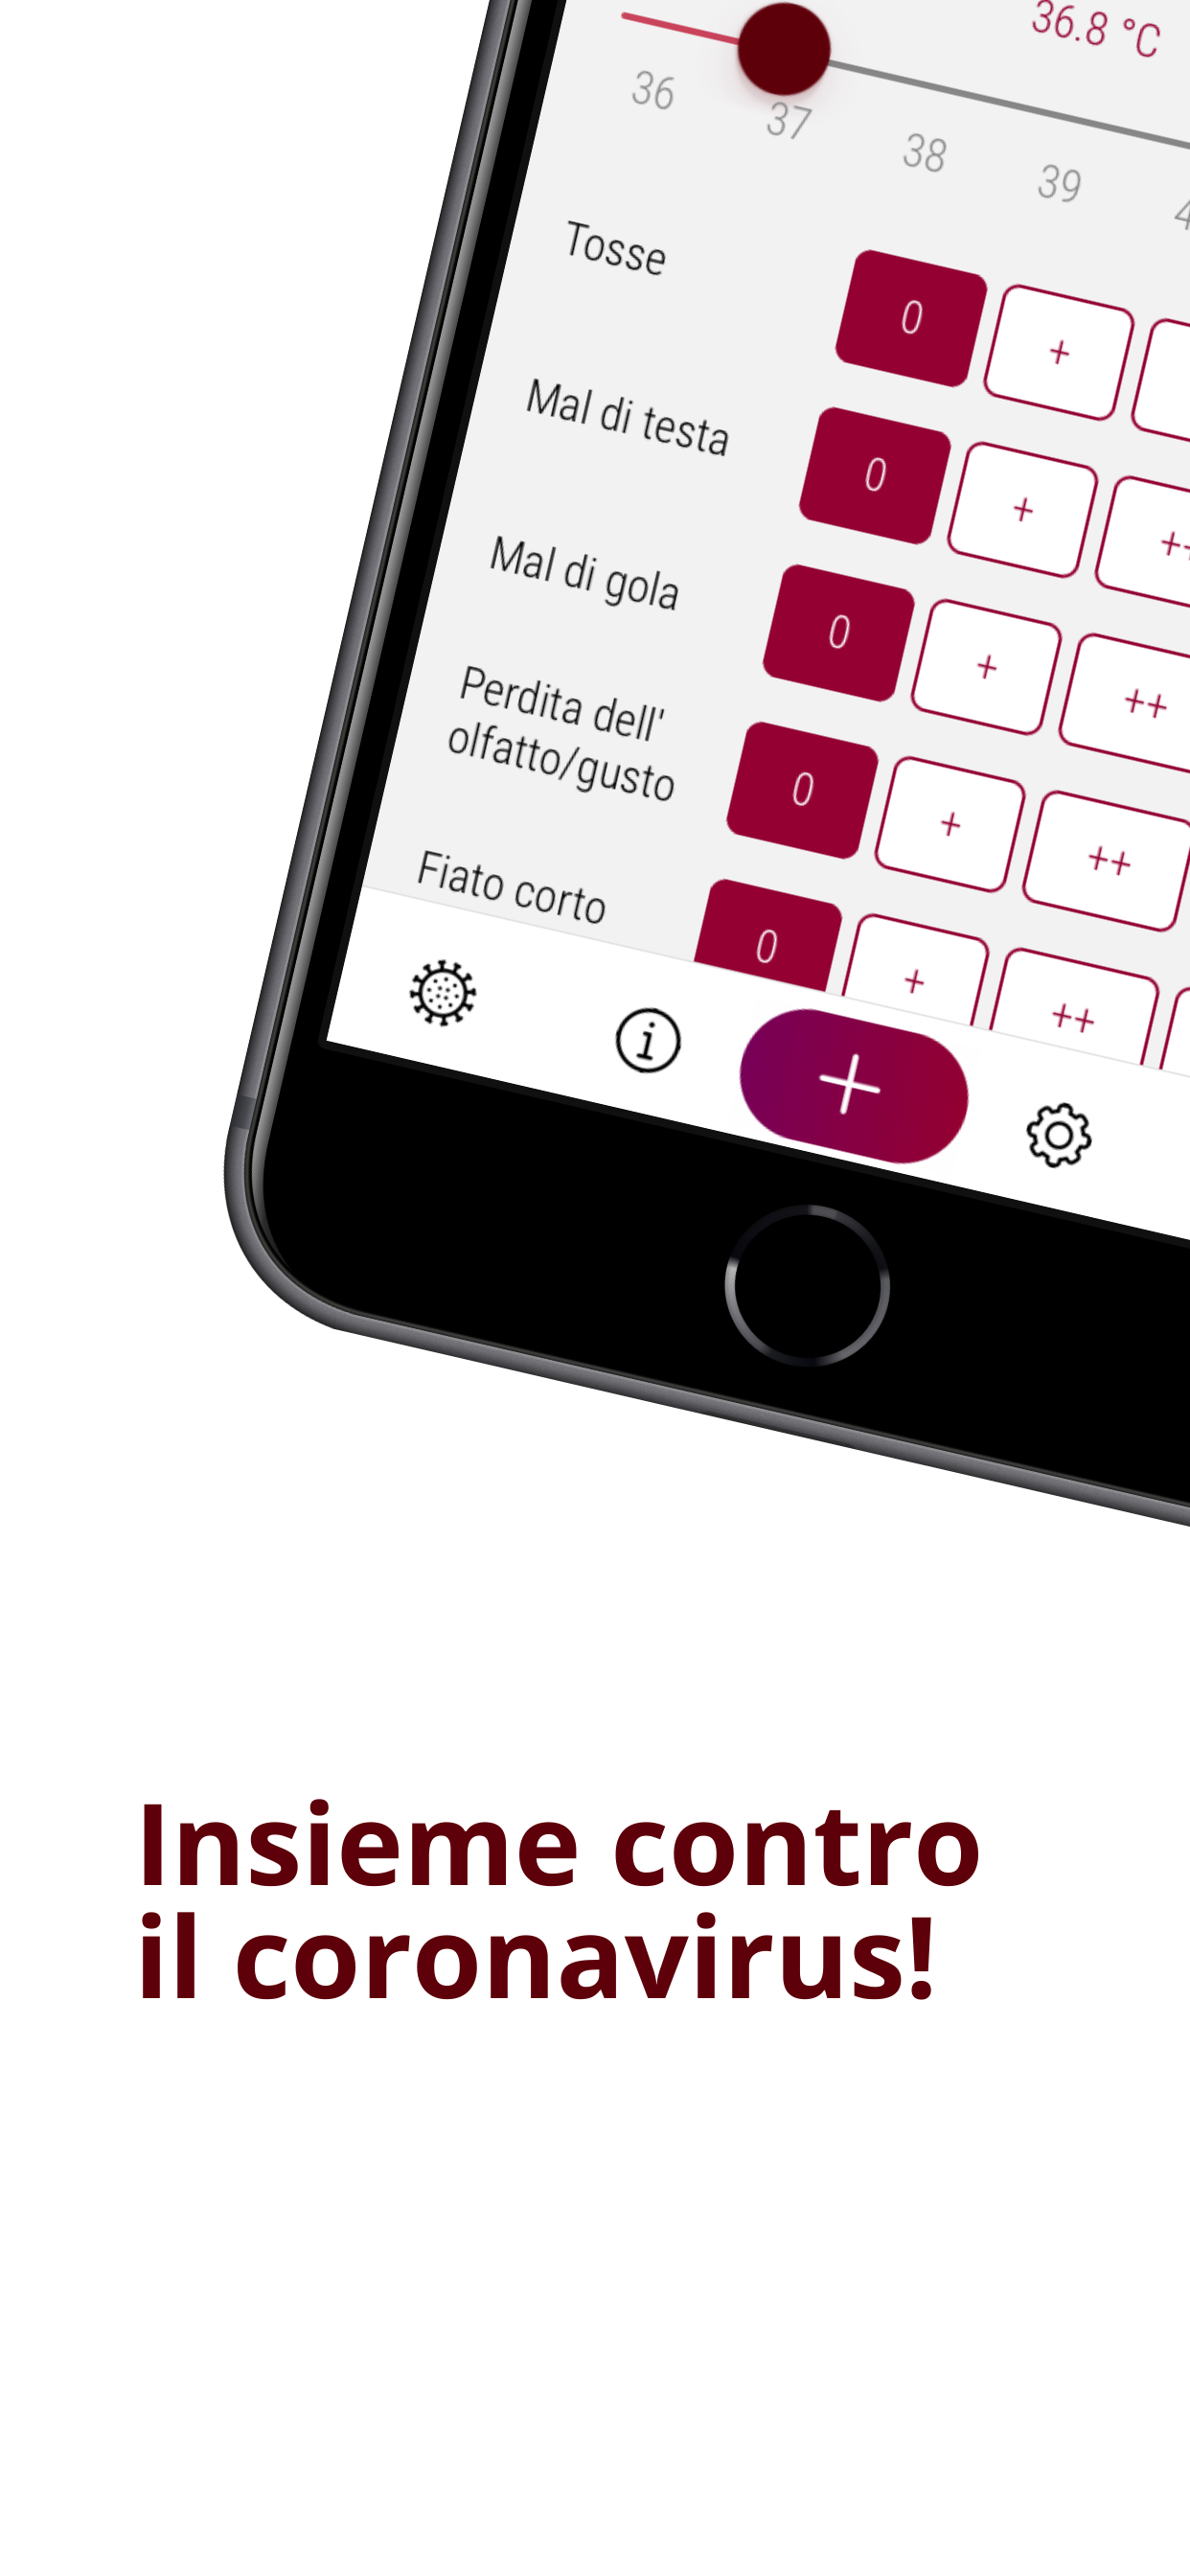 36.8 °C
36 37 38 39
Tosse 0 +
Mal di testa 0 +
Mal di gola 0 + ++
Perdita dell'
olfatto/gusto 0 + ++
Fiato corto 0 + ++
i
+
Insieme contro
il coronavirus!